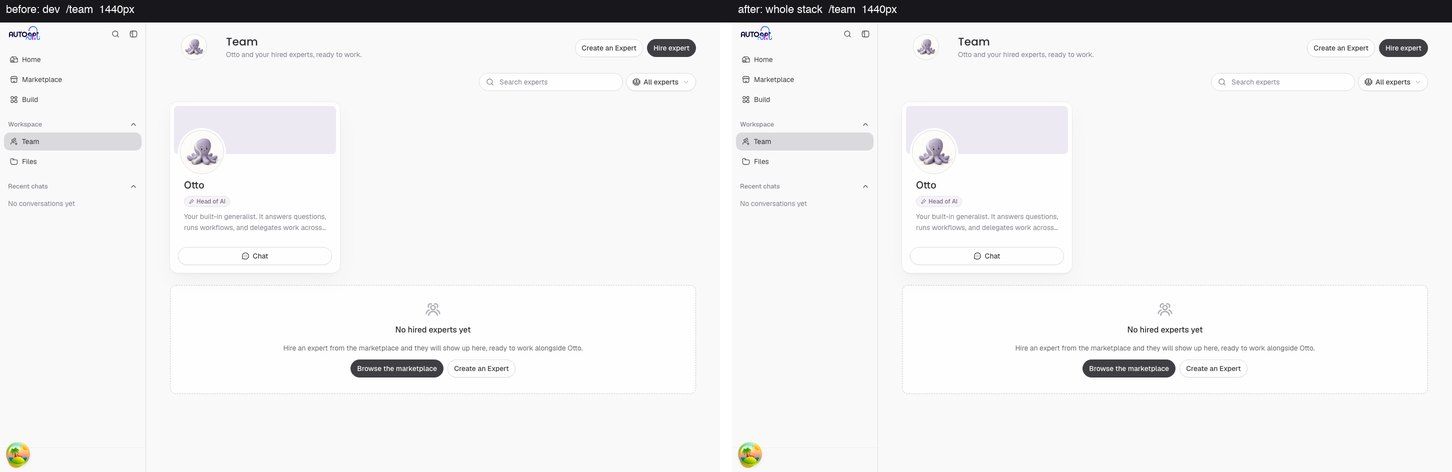 before: dev /team 1440px
AUTOGPT
Home
Marketplace
Build
Workspace
Team
Files
Recent chats
No conversations yet
Team
Otto and your hired experts, ready to work.
Create an Expert
Hire expert
Search experts
All experts
Otto
Head of AI
Your built-in generalist. It answers questions,
runs workflows, and delegates work across…
Chat
No hired experts yet
Hire an expert from the marketplace and they will show up here, ready to work alongside Otto.
Browse the marketplace
Create an Expert
after: whole stack /team 1440px
AUTOGPT
Home
Marketplace
Build
Workspace
Team
Files
Recent chats
No conversations yet
Team
Otto and your hired experts, ready to work.
Create an Expert
Hire expert
Search experts
All experts
Otto
Head of AI
Your built-in generalist. It answers questions,
runs workflows, and delegates work across…
Chat
No hired experts yet
Hire an expert from the marketplace and they will show up here, ready to work alongside Otto.
Browse the marketplace
Create an Expert